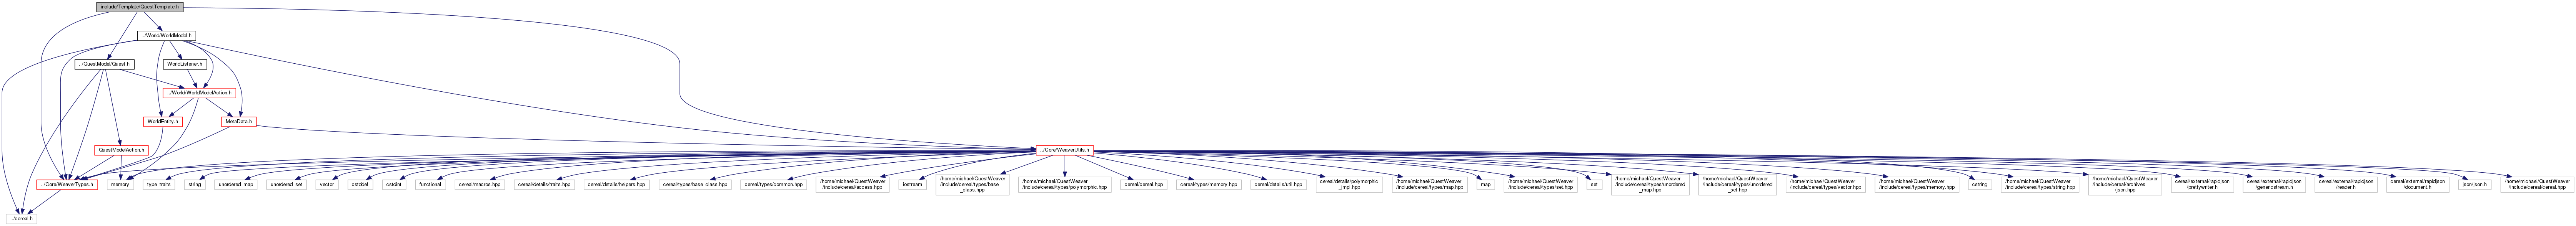 include/Template/QuestTemplate.h
../World/WorldModel.h
../QuestModel/Quest.h
WorldListener.h
../World/WorldModelAction.h
WorldEntity.h
MetaData.h
QuestModelAction.h
../Core/WeaverUtils.h
../Core/WeaverTypes.h
memory
type_traits
string
unordered_map
unordered_set
vector
cstddef
cstdint
functional
cereal/macros.hpp
cereal/details/traits.hpp
cereal/details/helpers.hpp
cereal/types/base_class.hpp
cereal/types/common.hpp
/home/michael/QuestWeaver
/include/cereal/access.hpp
iostream
/home/michael/QuestWeaver
/include/cereal/types/base
_class.hpp
/home/michael/QuestWeaver
/include/cereal/types/polymorphic.hpp
cereal/cereal.hpp
cereal/types/memory.hpp
cereal/details/util.hpp
cereal/details/polymorphic
_impl.hpp
/home/michael/QuestWeaver
/include/cereal/types/map.hpp
map
/home/michael/QuestWeaver
/include/cereal/types/set.hpp
set
/home/michael/QuestWeaver
/include/cereal/types/unordered
_map.hpp
/home/michael/QuestWeaver
/include/cereal/types/unordered
_set.hpp
/home/michael/QuestWeaver
/include/cereal/types/vector.hpp
/home/michael/QuestWeaver
/include/cereal/types/memory.hpp
cstring
/home/michael/QuestWeaver
/include/cereal/types/string.hpp
/home/michael/QuestWeaver
/include/cereal/archives
/json.hpp
cereal/external/rapidjson
/prettywriter.h
cereal/external/rapidjson
/genericstream.h
cereal/external/rapidjson
/reader.h
cereal/external/rapidjson
/document.h
json/json.h
/home/michael/QuestWeaver
/include/cereal/cereal.hpp
../cereal.h